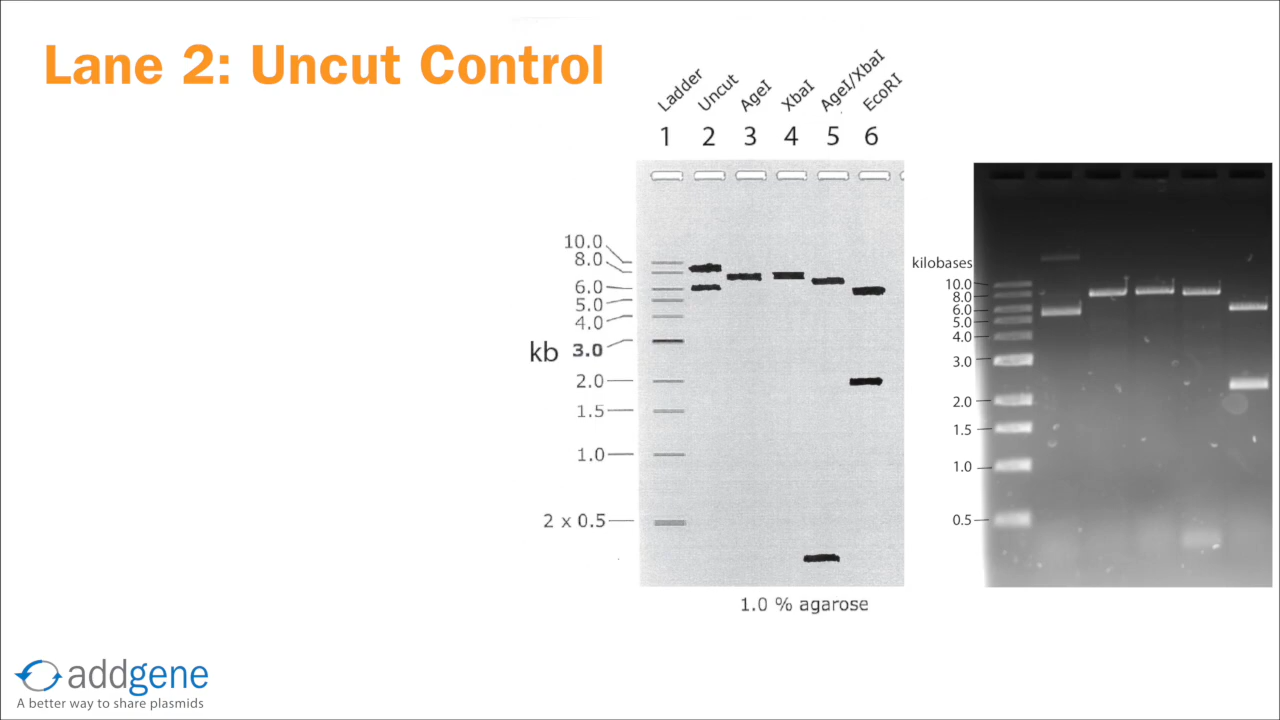 Lane 2: Uncut Control
Ladder
Uncut
AgeI
XbaI
AgeI/XbaI
EcoRI
1 2 3 4 5 6
10.0
8.0
6.0
5.0
4.0
kb 3.0
2.0
1.5
1.0
2 x 0.5
1.0 % agarose
kilobases
10.0
8.0
6.0
5.0
4.0
3.0
2.0
1.5
1.0
0.5
addgene
A better way to share plasmids